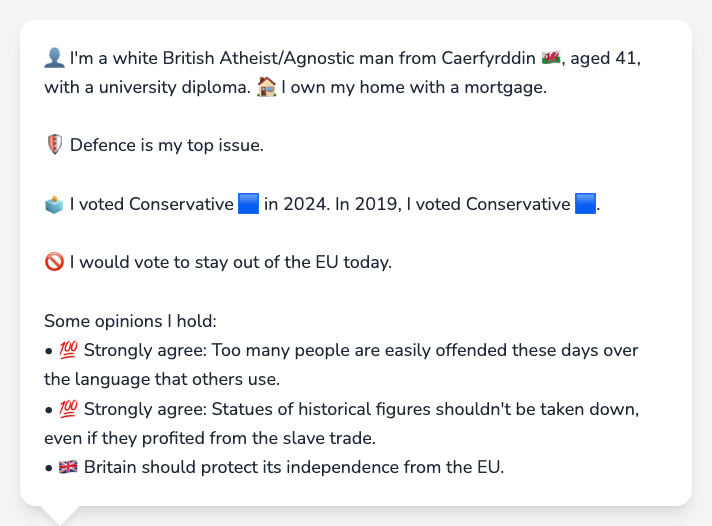 👤 I'm a white British Atheist/Agnostic man from Caerfyrddin 🏴󠁧󠁢󠁷󠁬󠁳󠁿, aged 41,
with a university diploma. 🏠 I own my home with a mortgage.
🛡️ Defence is my top issue.
🗳️ I voted Conservative 🟦 in 2024. In 2019, I voted Conservative 🟦.
🚫 I would vote to stay out of the EU today.
Some opinions I hold:
• 💯 Strongly agree: Too many people are easily offended these days over
the language that others use.
• 💯 Strongly agree: Statues of historical figures shouldn't be taken down,
even if they profited from the slave trade.
• 🇬🇧 Britain should protect its independence from the EU.